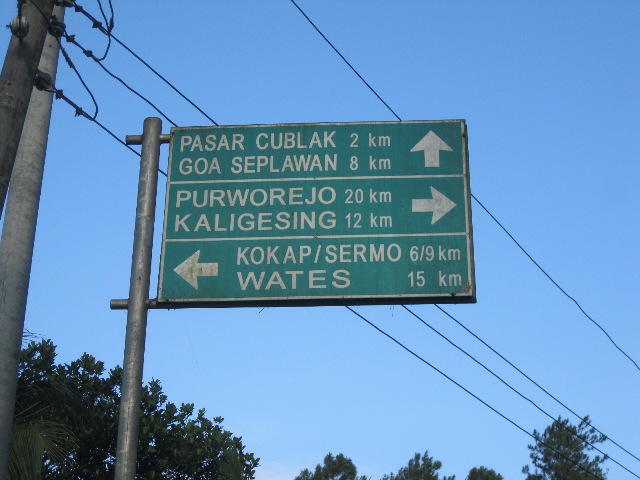 PASAR CUBLAK 2 km
GOA SEPLAWAN 8 km
PURWOREJO 20 km
KALIGESING 12 km
KOKAP/SERMO 6/9 km
WATES 15 km